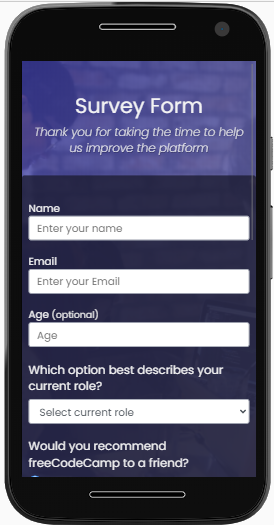 Survey Form
Thank you for taking the time to help
us improve the platform
Name
Enter your name
Email
Enter your Email
Age (optional)
Age
Which option best describes your
current role?
Select current role
Would you recommend
freeCodeCamp to a friend?